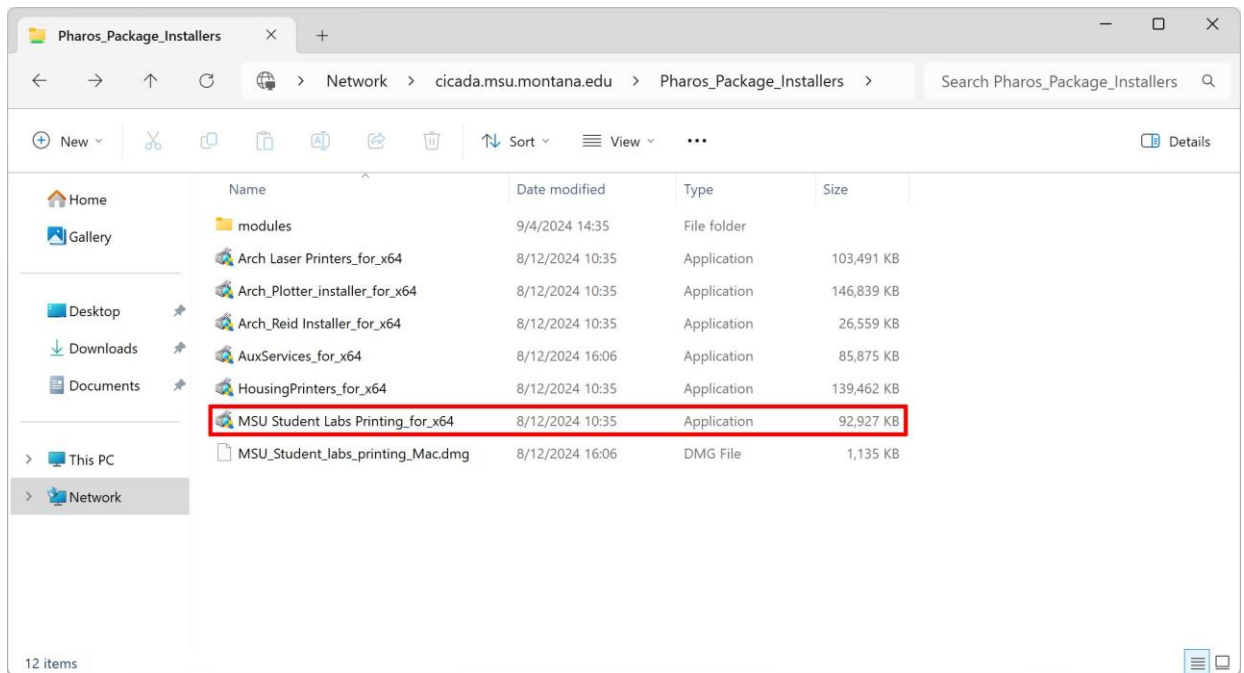 Pharos_Package_Installers
Network > cicada.msu.montana.edu > Pharos_Package_Installers > Search Pharos_Package_Installers
New Sort View ••• Details
Name Date modified Type Size
Home
Gallery
Desktop
Downloads
Documents
This PC
Network
modules 9/4/2024 14:35 File folder
Arch Laser Printers_for_x64 8/12/2024 10:35 Application 103,491 KB
Arch_Plotter_installer_for_x64 8/12/2024 10:35 Application 146,839 KB
Arch_Reid Installer_for_x64 8/12/2024 10:35 Application 26,559 KB
AuxServices_for_x64 8/12/2024 16:06 Application 85,875 KB
HousingPrinters_for_x64 8/12/2024 10:35 Application 139,462 KB
MSU Student Labs Printing_for_x64 8/12/2024 10:35 Application 92,927 KB
MSU_Student_labs_printing_Mac.dmg 8/12/2024 16:06 DMG File 1,135 KB
12 items